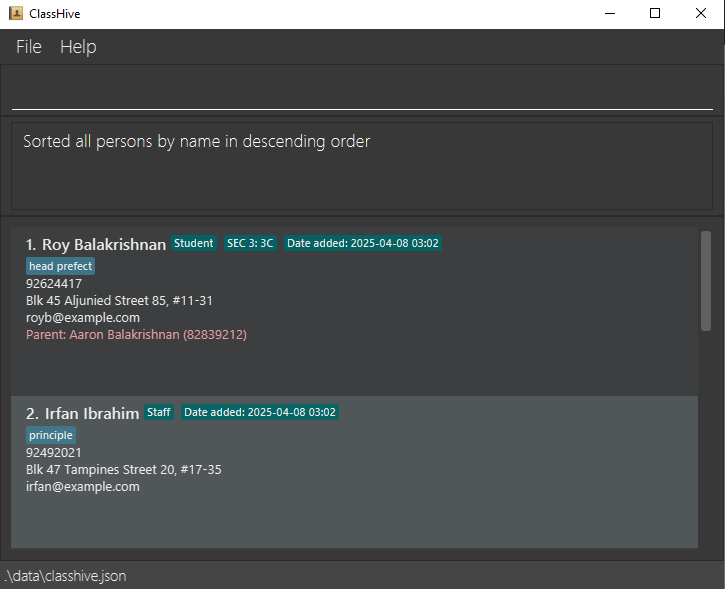 ClassHive
File Help
Sorted all persons by name in descending order
1. Roy Balakrishnan Student SEC 3: 3C Date added: 2025-04-08 03:02
head prefect
92624417
Blk 45 Aljunied Street 85, #11-31
royb@example.com
Parent: Aaron Balakrishnan (82839212)
2. Irfan Ibrahim Staff Date added: 2025-04-08 03:02
principle
92492021
Blk 47 Tampines Street 20, #17-35
irfan@example.com
.\data\classhive.json